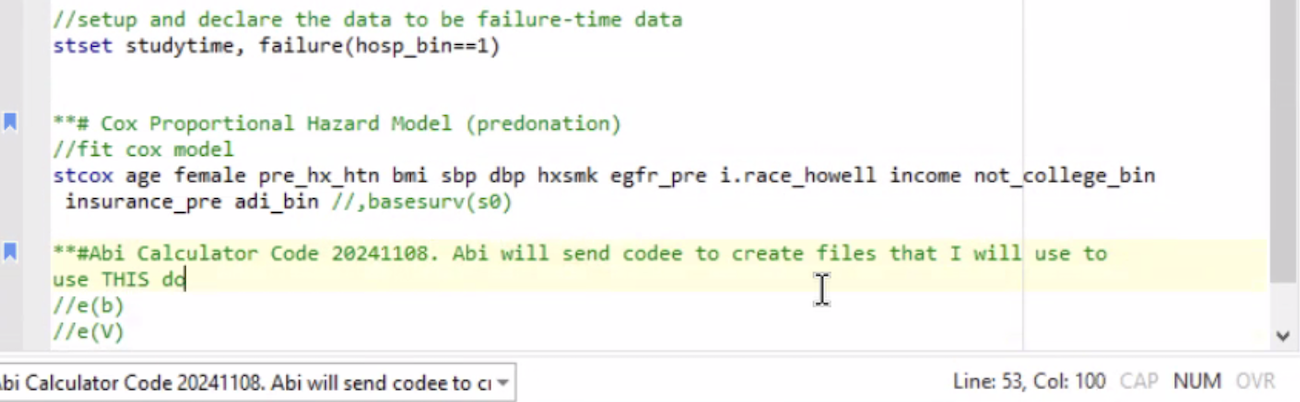 //setup and declare the data to be failure-time data
stset studytime, failure(hosp_bin==1)
**# Cox Proportional Hazard Model (predonation)
//fit cox model
stcox age female pre_hx_htn bmi sbp dbp hxsmk egfr_pre i.race_howell income not_college_bin
insurance_pre adi_bin //,basesurv(s0)
**#Abi Calculator Code 20241108. Abi will send codee to create files that I will use to
use THIS do
//e(b)
//e(V)
bi Calculator Code 20241108. Abi will send codee to cr
Line: 53, Col: 100 CAP NUM OVR